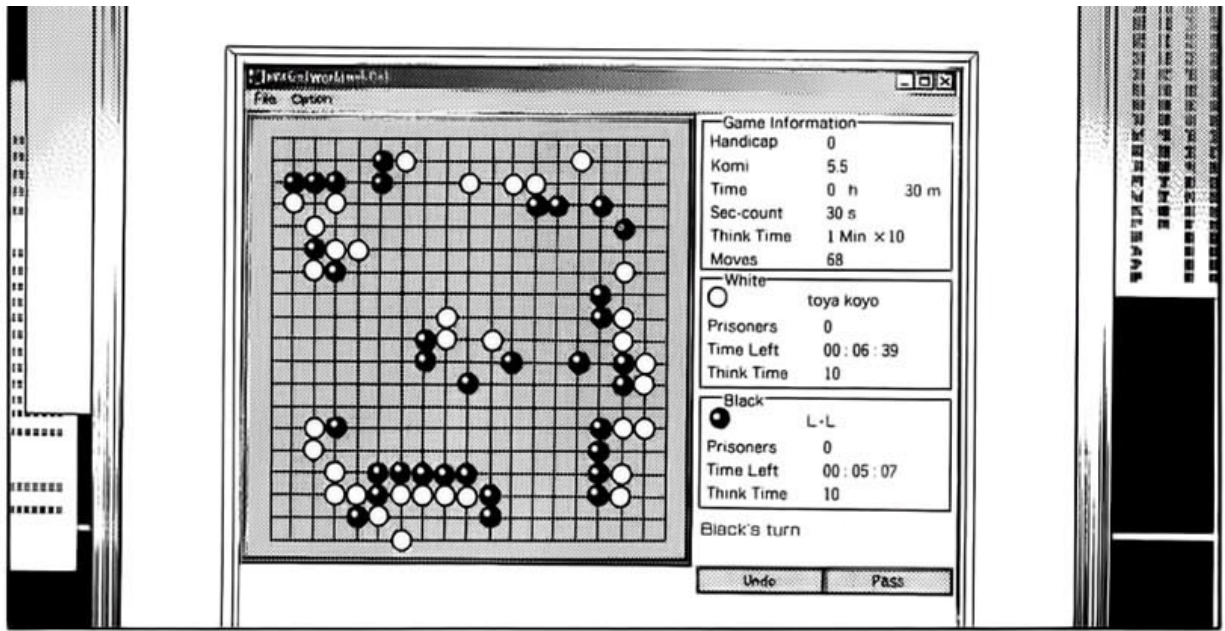 File Option
Game Information
Handicap 0
Komi 5.5
Time 0 h 30 m
Sec-count 30 s
Think Time 1 Min ×10
Moves 68
White
toya koyo
Prisoners 0
Time Left 00:06:39
Think Time 10
Black
L·L
Prisoners 0
Time Left 00:05:07
Think Time 10
Black's turn
Undo Pass